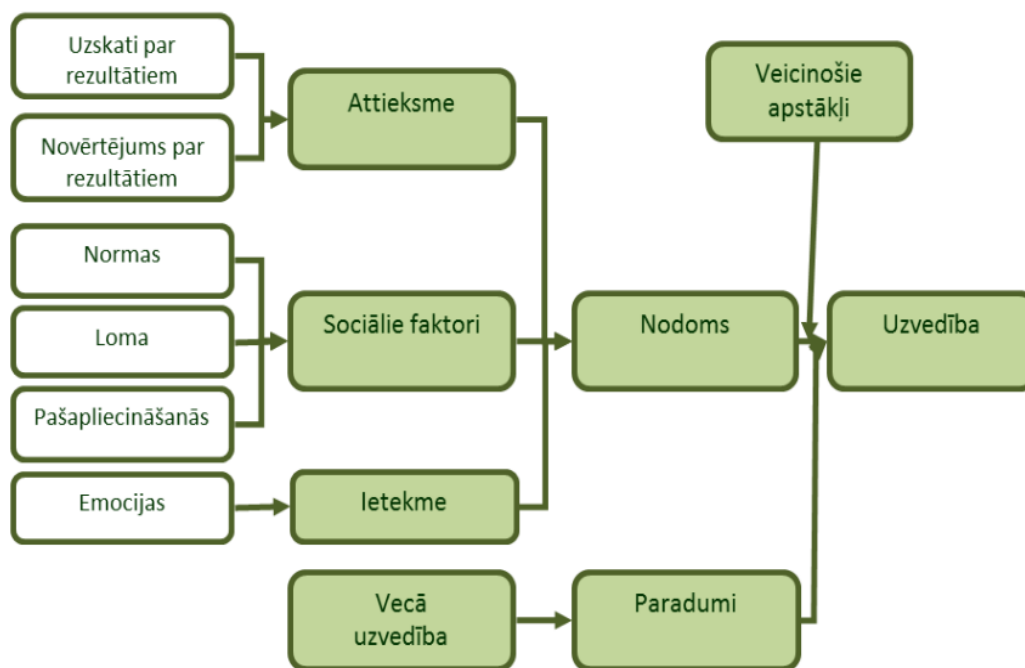 Uzskati par
rezultātiem
Novērtējums par
rezultātiem
Normas
Loma
Pašapliecināšanās
Emocijas
Attieksme
Sociālie faktori
Ietekme
Vecā
uzvedība
Nodoms
Paradumi
Veicinošie
apstākļi
Uzvedība